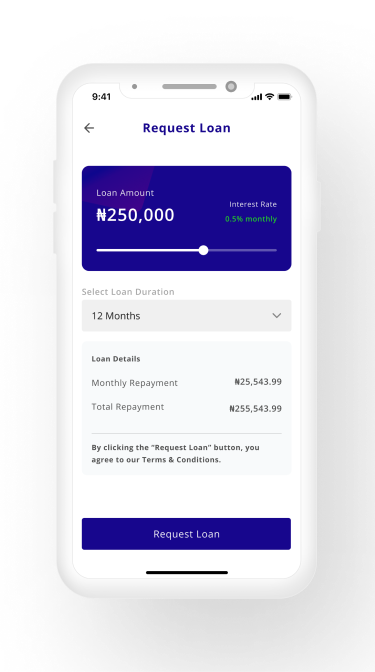 9:41
Request Loan
Loan Amount
₦250,000
Interest Rate
0.5% monthly
Select Loan Duration
12 Months
Loan Details
Monthly Repayment ₦25,543.99
Total Repayment ₦255,543.99
By clicking the “Request Loan” button, you
agree to our Terms & Conditions.
Request Loan